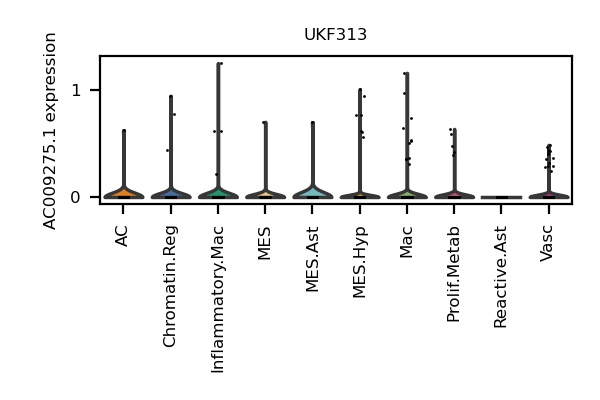 UKF313
AC009275.1 expression
1
0
AC
Chromatin.Reg
Inflammatory.Mac
MES
MES.Ast
MES.Hyp
Mac
Prolif.Metab
Reactive.Ast
Vasc